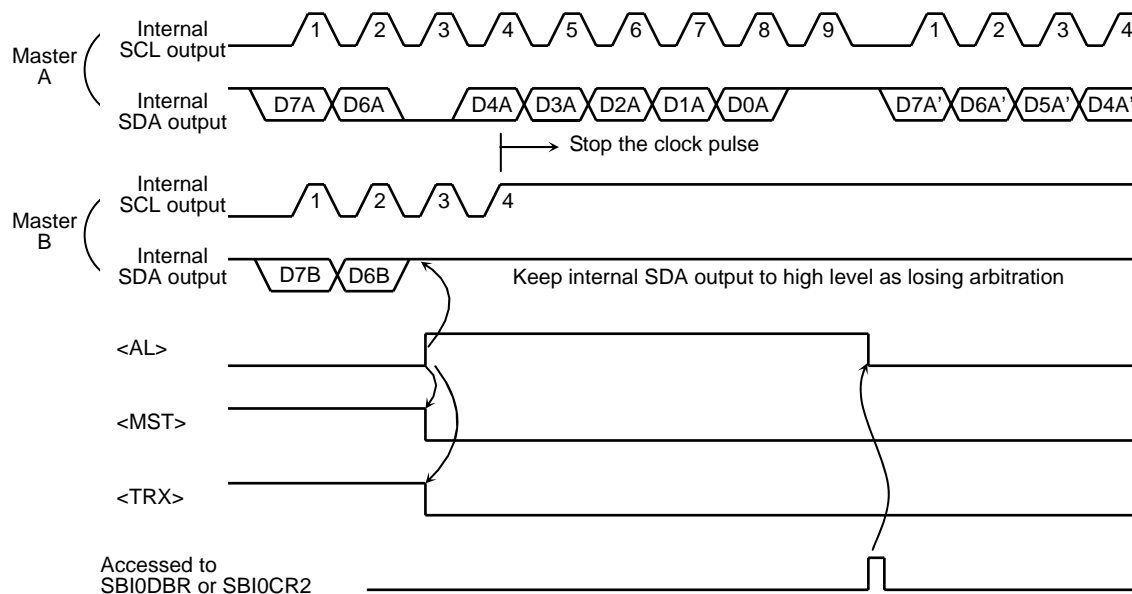 Master
A
Internal
SCL output
1 2 3 4 5 6 7 8 9 1 2 3 4
Internal
SDA output
D7A D6A D4A D3A D2A D1A D0A D7A' D6A' D5A' D4A'
Stop the clock pulse
Master
B
Internal
SCL output
1 2 3 4
Internal
SDA output
D7B D6B
Keep internal SDA output to high level as losing arbitration
<AL>
<MST>
<TRX>
Accessed to
SBI0DBR or SBI0CR2